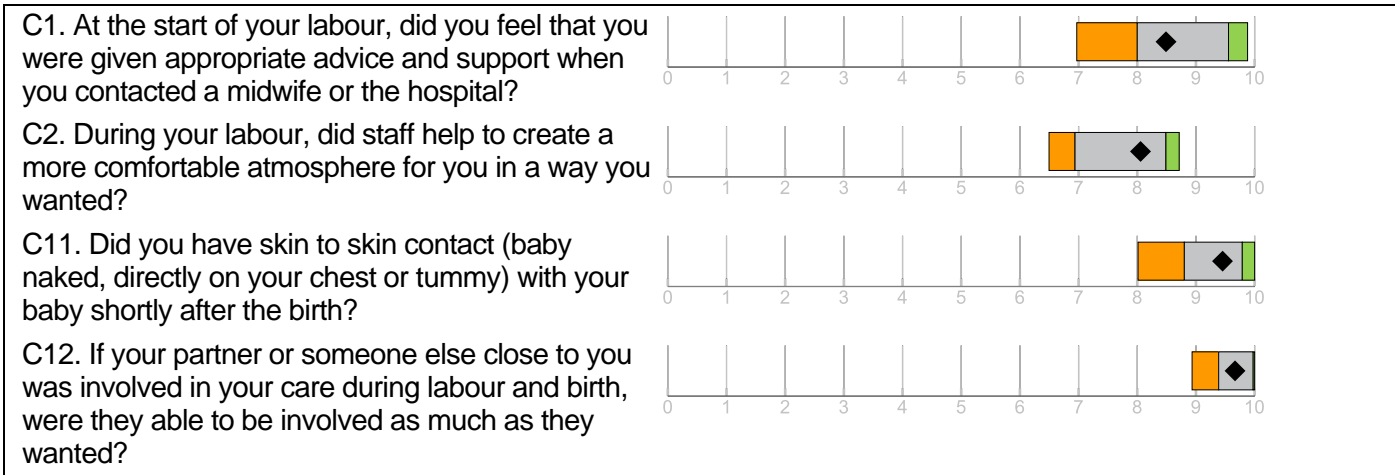 C1. At the start of your labour, did you feel that you
were given appropriate advice and support when
you contacted a midwife or the hospital?
0 1 2 3 4 5 6 7 8 9 10
C2. During your labour, did staff help to create a
more comfortable atmosphere for you in a way you
wanted?
0 1 2 3 4 5 6 7 8 9 10
C11. Did you have skin to skin contact (baby
naked, directly on your chest or tummy) with your
baby shortly after the birth?
0 1 2 3 4 5 6 7 8 9 10
C12. If your partner or someone else close to you
was involved in your care during labour and birth,
were they able to be involved as much as they
wanted?
0 1 2 3 4 5 6 7 8 9 10